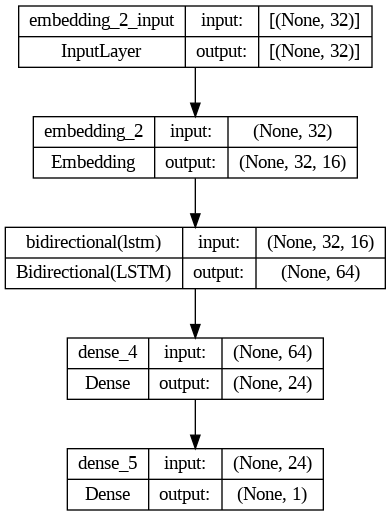 embedding_2_input input: [(None, 32)]
InputLayer output: [(None, 32)]
embedding_2 input: (None, 32)
Embedding output: (None, 32, 16)
bidirectional(lstm) input: (None, 32, 16)
Bidirectional(LSTM) output: (None, 64)
dense_4 input: (None, 64)
Dense output: (None, 24)
dense_5 input: (None, 24)
Dense output: (None, 1)